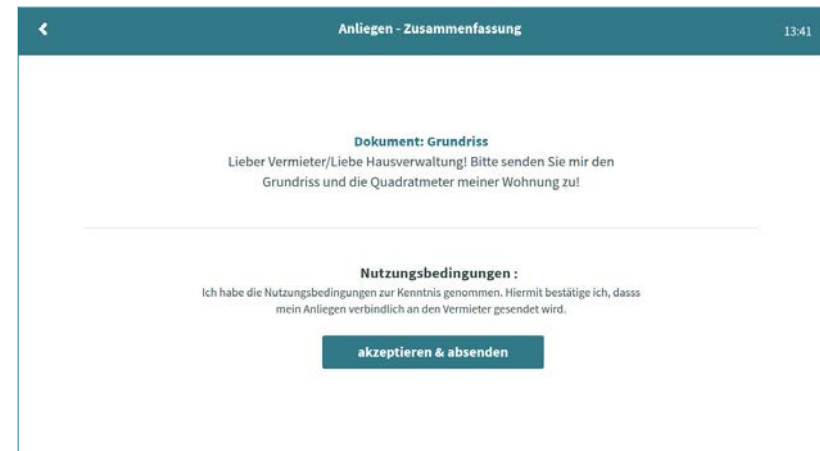 Anliegen - Zusammenfassung
13:41
Dokument: Grundriss
Lieber Vermieter/Liebe Hausverwaltung! Bitte senden Sie mir den
Grundriss und die Quadratmeter meiner Wohnung zu!
Nutzungsbedingungen :
Ich habe die Nutzungsbedingungen zur Kenntnis genommen. Hiermit bestätige ich, dasss
mein Anliegen verbindlich an den Vermieter gesendet wird.
akzeptieren & absenden